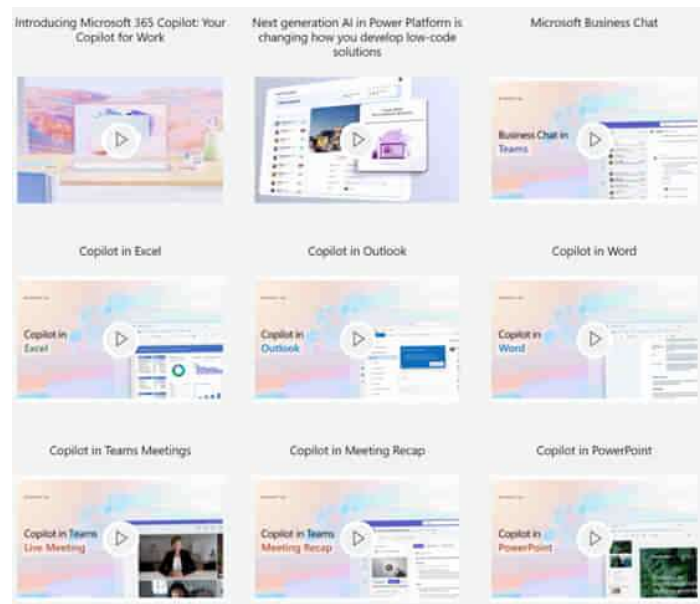 Introducing Microsoft 365 Copilot: Your
Copilot for Work
Next generation AI in Power Platform is
changing how you develop low-code
solutions
Microsoft Business Chat
Business Chat in
Teams
Copilot in Excel
Copilot in Outlook
Copilot in Word
Copilot in
Excel
Copilot in
Outlook
Copilot in
Word
Copilot in Teams Meetings
Copilot in Meeting Recap
Copilot in PowerPoint
Copilot in Teams
Live Meeting
Copilot in Teams
Meeting Recap
Copilot in
PowerPoint